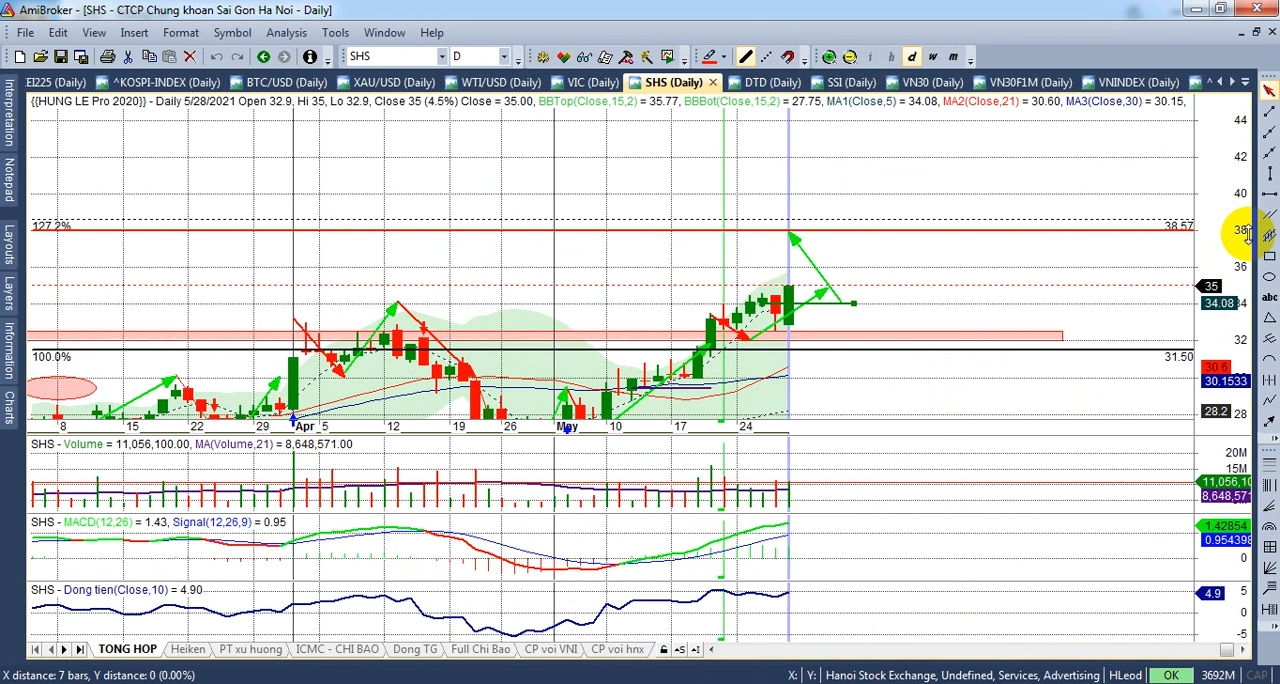 AmiBroker - [SHS - CTCP Chung khoan Sai Gon Ha Noi - Daily]
File Edit View Insert Format Symbol Analysis Tools Window Help
SHS D i h d w m
EI225 (Daily) ^KOSPI-INDEX (Daily) BTC/USD (Daily) XAU/USD (Daily) WTI/USD (Daily) VIC (Daily) SHS (Daily) DTD (Daily) SSI (Daily) VN30 (Daily) VN30F1M (Daily) VNINDEX (Daily)
{{HUNG LE Pro 2020}} - Daily 5/28/2021 Open 32.9, Hi 35, Lo 32.9, Close 35 (4.5%) Close = 35.00, BBTop(Close,15,2) = 35.77, BBBot(Close,15,2) = 27.75, MA1(Close,5) = 34.08, MA2(Close,21) = 30.60, MA3(Close,30) = 30.15,
Interpretation
Notepad
Layouts
Layers
Information
Charts
abc
44
42
40
127.2% 38.57
38
36
35
34.08 34
32
100.0% 31.50
30.6
30.1533
28.2 28
8 15 22 29 Apr 5 12 19 26 May 10 17 24
SHS - Volume = 11,056,100.00, MA(Volume,21) = 8,648,571.00
20M
15M
11,056,10
8,648,571
SHS - MACD(12,26) = 1.43, Signal(12,26,9) = 0.95
1.42854
0.954398
0
SHS - Dong tien(Close,10) = 4.90
5
4.9
0
-5
TONG HOP Heiken PT xu huong ICMC - CHI BAO Dong TG Full Chi Bao CP voi VNI CP voi hnx
X distance: 7 bars, Y distance: 0 (0.00%) X: Y: Hanoi Stock Exchange, Undefined, Services, Advertising HLeod OK 3692M CAP